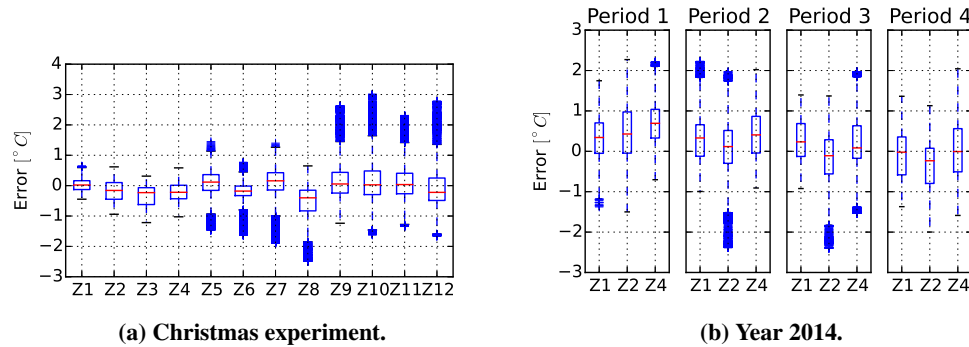 Period 1 Period 2 Period 3 Period 4
4
3
2
1
0
−1
−2
−3
Error [°C]
Z1 Z2 Z3 Z4 Z5 Z6 Z7 Z8 Z9 Z10 Z11 Z12
3
2
1
0
−1
−2
−3
Error [°C]
Z1 Z2 Z4 Z1 Z2 Z4 Z1 Z2 Z4 Z1 Z2 Z4
(a) Christmas experiment.
(b) Year 2014.